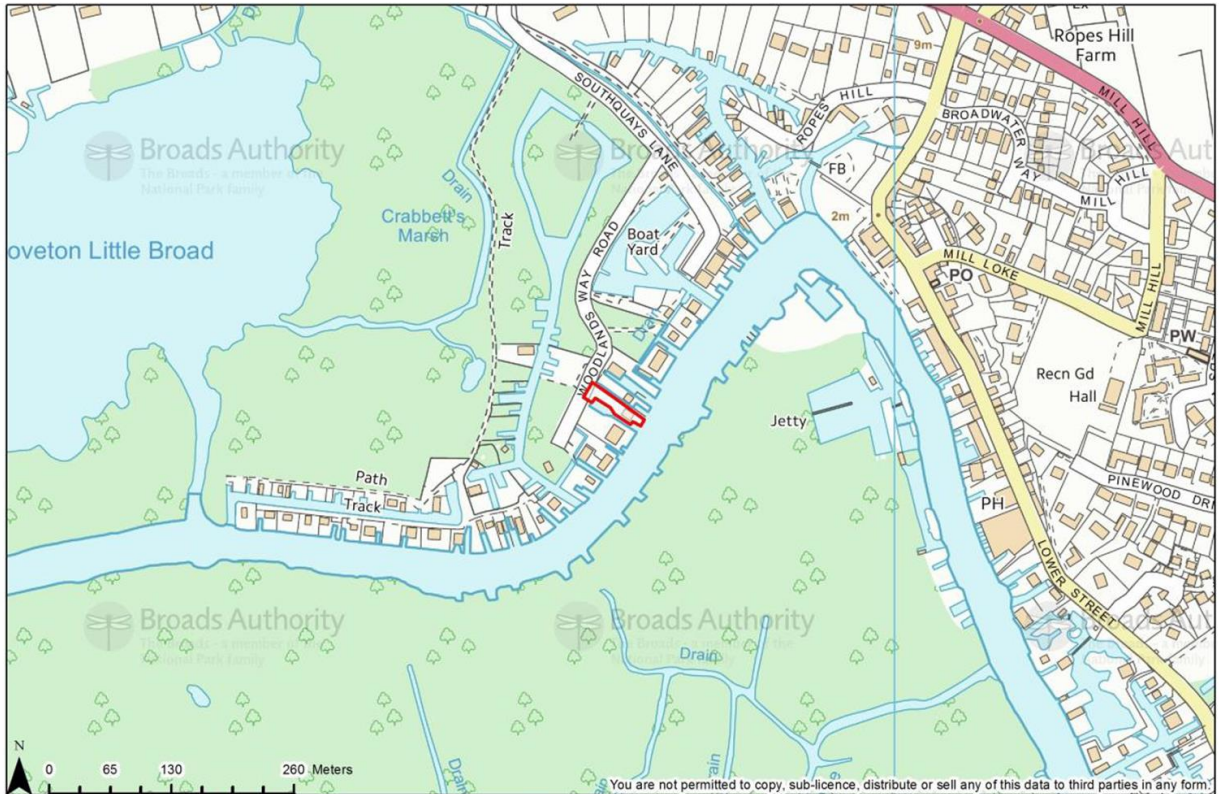 Ex
Ropes Hill
Farm
9m
MILL HILL
HILL
ROPES
BROADWATER WAY
SOUTHQUAYS LANE
Broads Authority
The Broads - a member of the
National Park family
Broads Authority
Broads Aut
FB
MILL HILL
Drain
Crabbett's
Marsh
Track
Boat
Yard
2m
oveton Little Broad
WOODLANDS WAY ROAD
MILL LOKE
PO
MILL HILL
Drain
PW
Recn Gd
Hall
Jetty
Path
Track
PINEWOOD DRI
PH
LOWER STREET
Broads Authority
The Broads - a member of the
National Park family
Broads Authority
The Broads - a member of the
National Park family
Drain
Drain
rain
N
0 65 130 260 Meters
You are not permitted to copy, sub-licence, distribute or sell any of this data to third parties in any form.